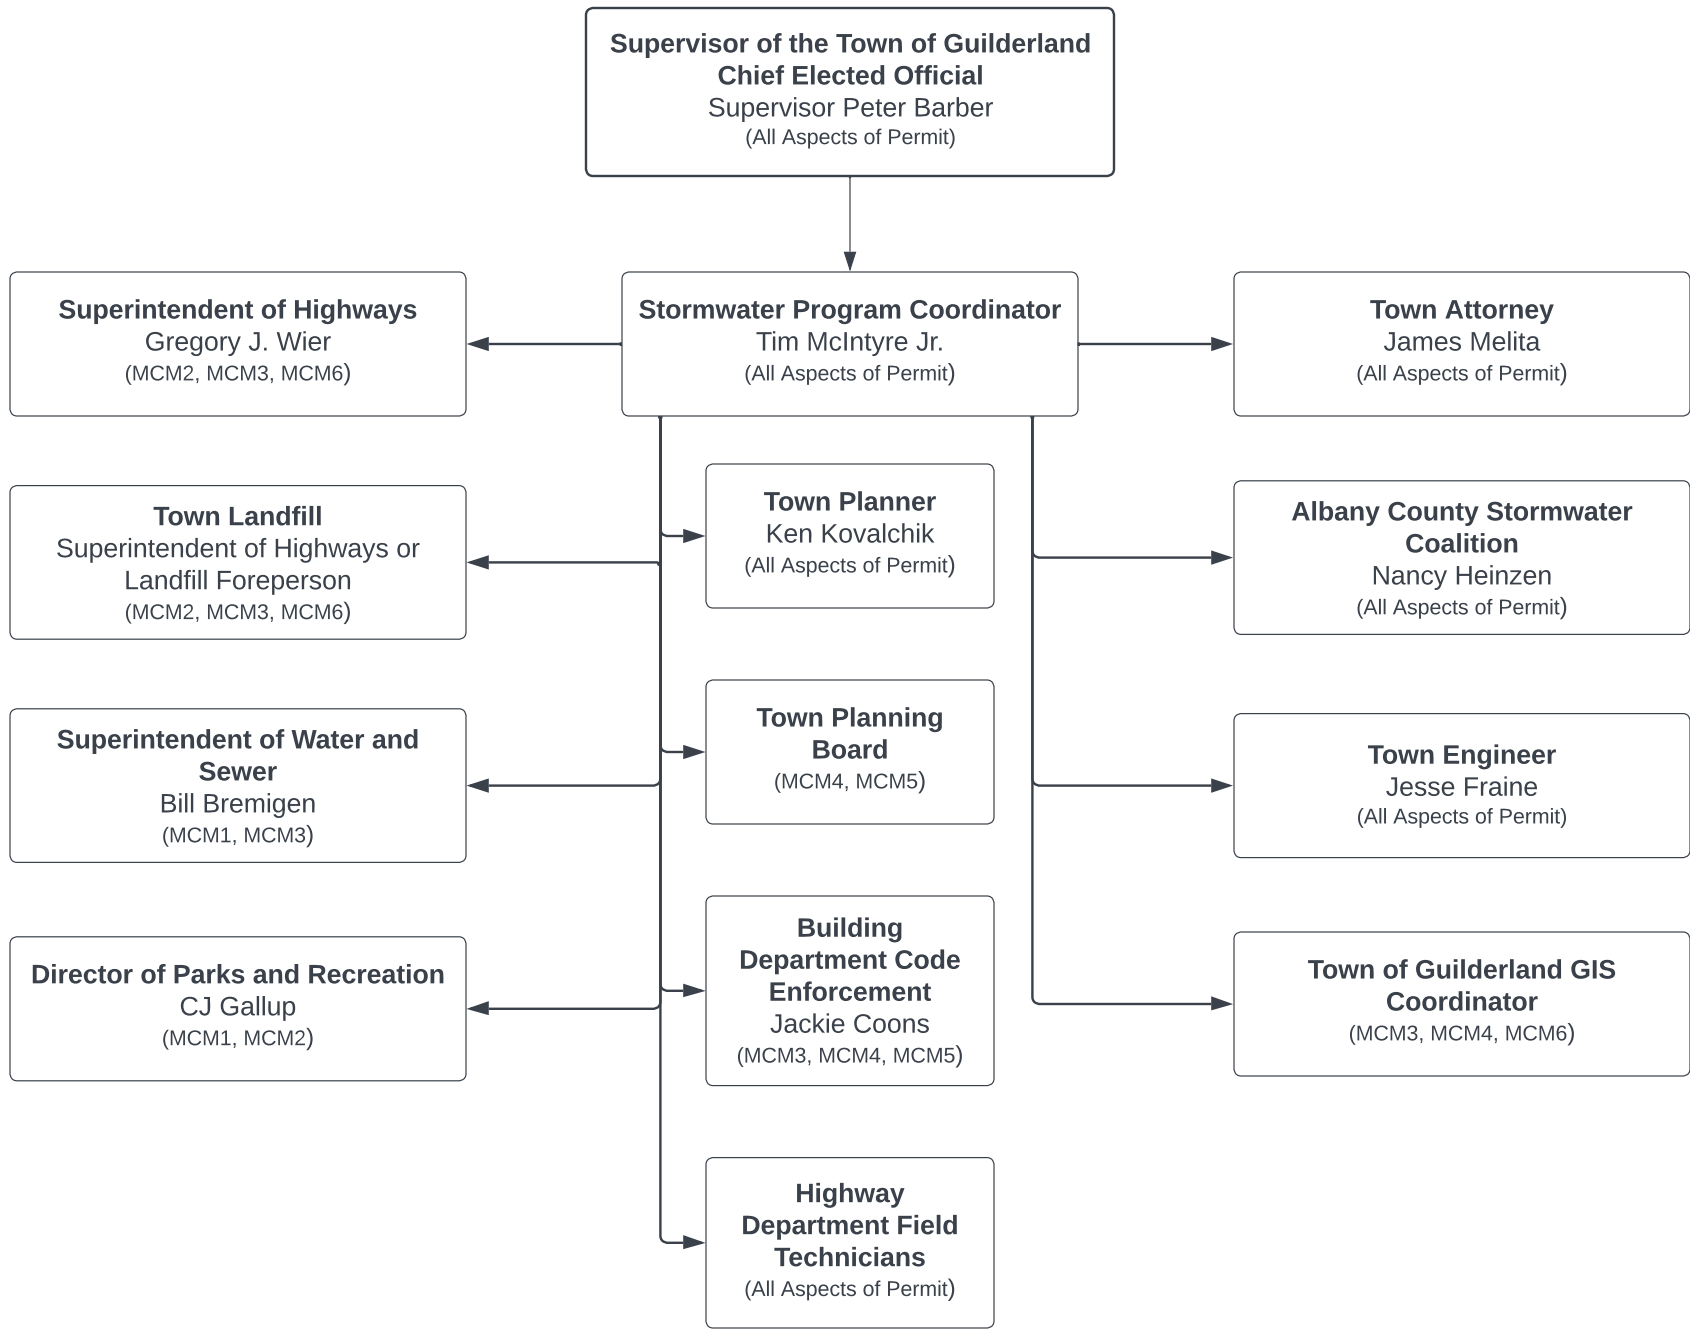 Supervisor of the Town of Guilderland
Chief Elected Official
Supervisor Peter Barber
(All Aspects of Permit)
Superintendent of Highways
Gregory J. Wier
(MCM2, MCM3, MCM6)
Stormwater Program Coordinator
Tim McIntyre Jr.
(All Aspects of Permit)
Town Attorney
James Melita
(All Aspects of Permit)
Town Landfill
Superintendent of Highways or
Landfill Foreperson
(MCM2, MCM3, MCM6)
Town Planner
Ken Kovalchik
(All Aspects of Permit)
Albany County Stormwater
Coalition
Nancy Heinzen
(All Aspects of Permit)
Superintendent of Water and
Sewer
Bill Bremigen
(MCM1, MCM3)
Town Planning
Board
(MCM4, MCM5)
Town Engineer
Jesse Fraine
(All Aspects of Permit)
Director of Parks and Recreation
CJ Gallup
(MCM1, MCM2)
Building
Department Code
Enforcement
Jackie Coons
(MCM3, MCM4, MCM5)
Town of Guilderland GIS
Coordinator
(MCM3, MCM4, MCM6)
Highway
Department Field
Technicians
(All Aspects of Permit)